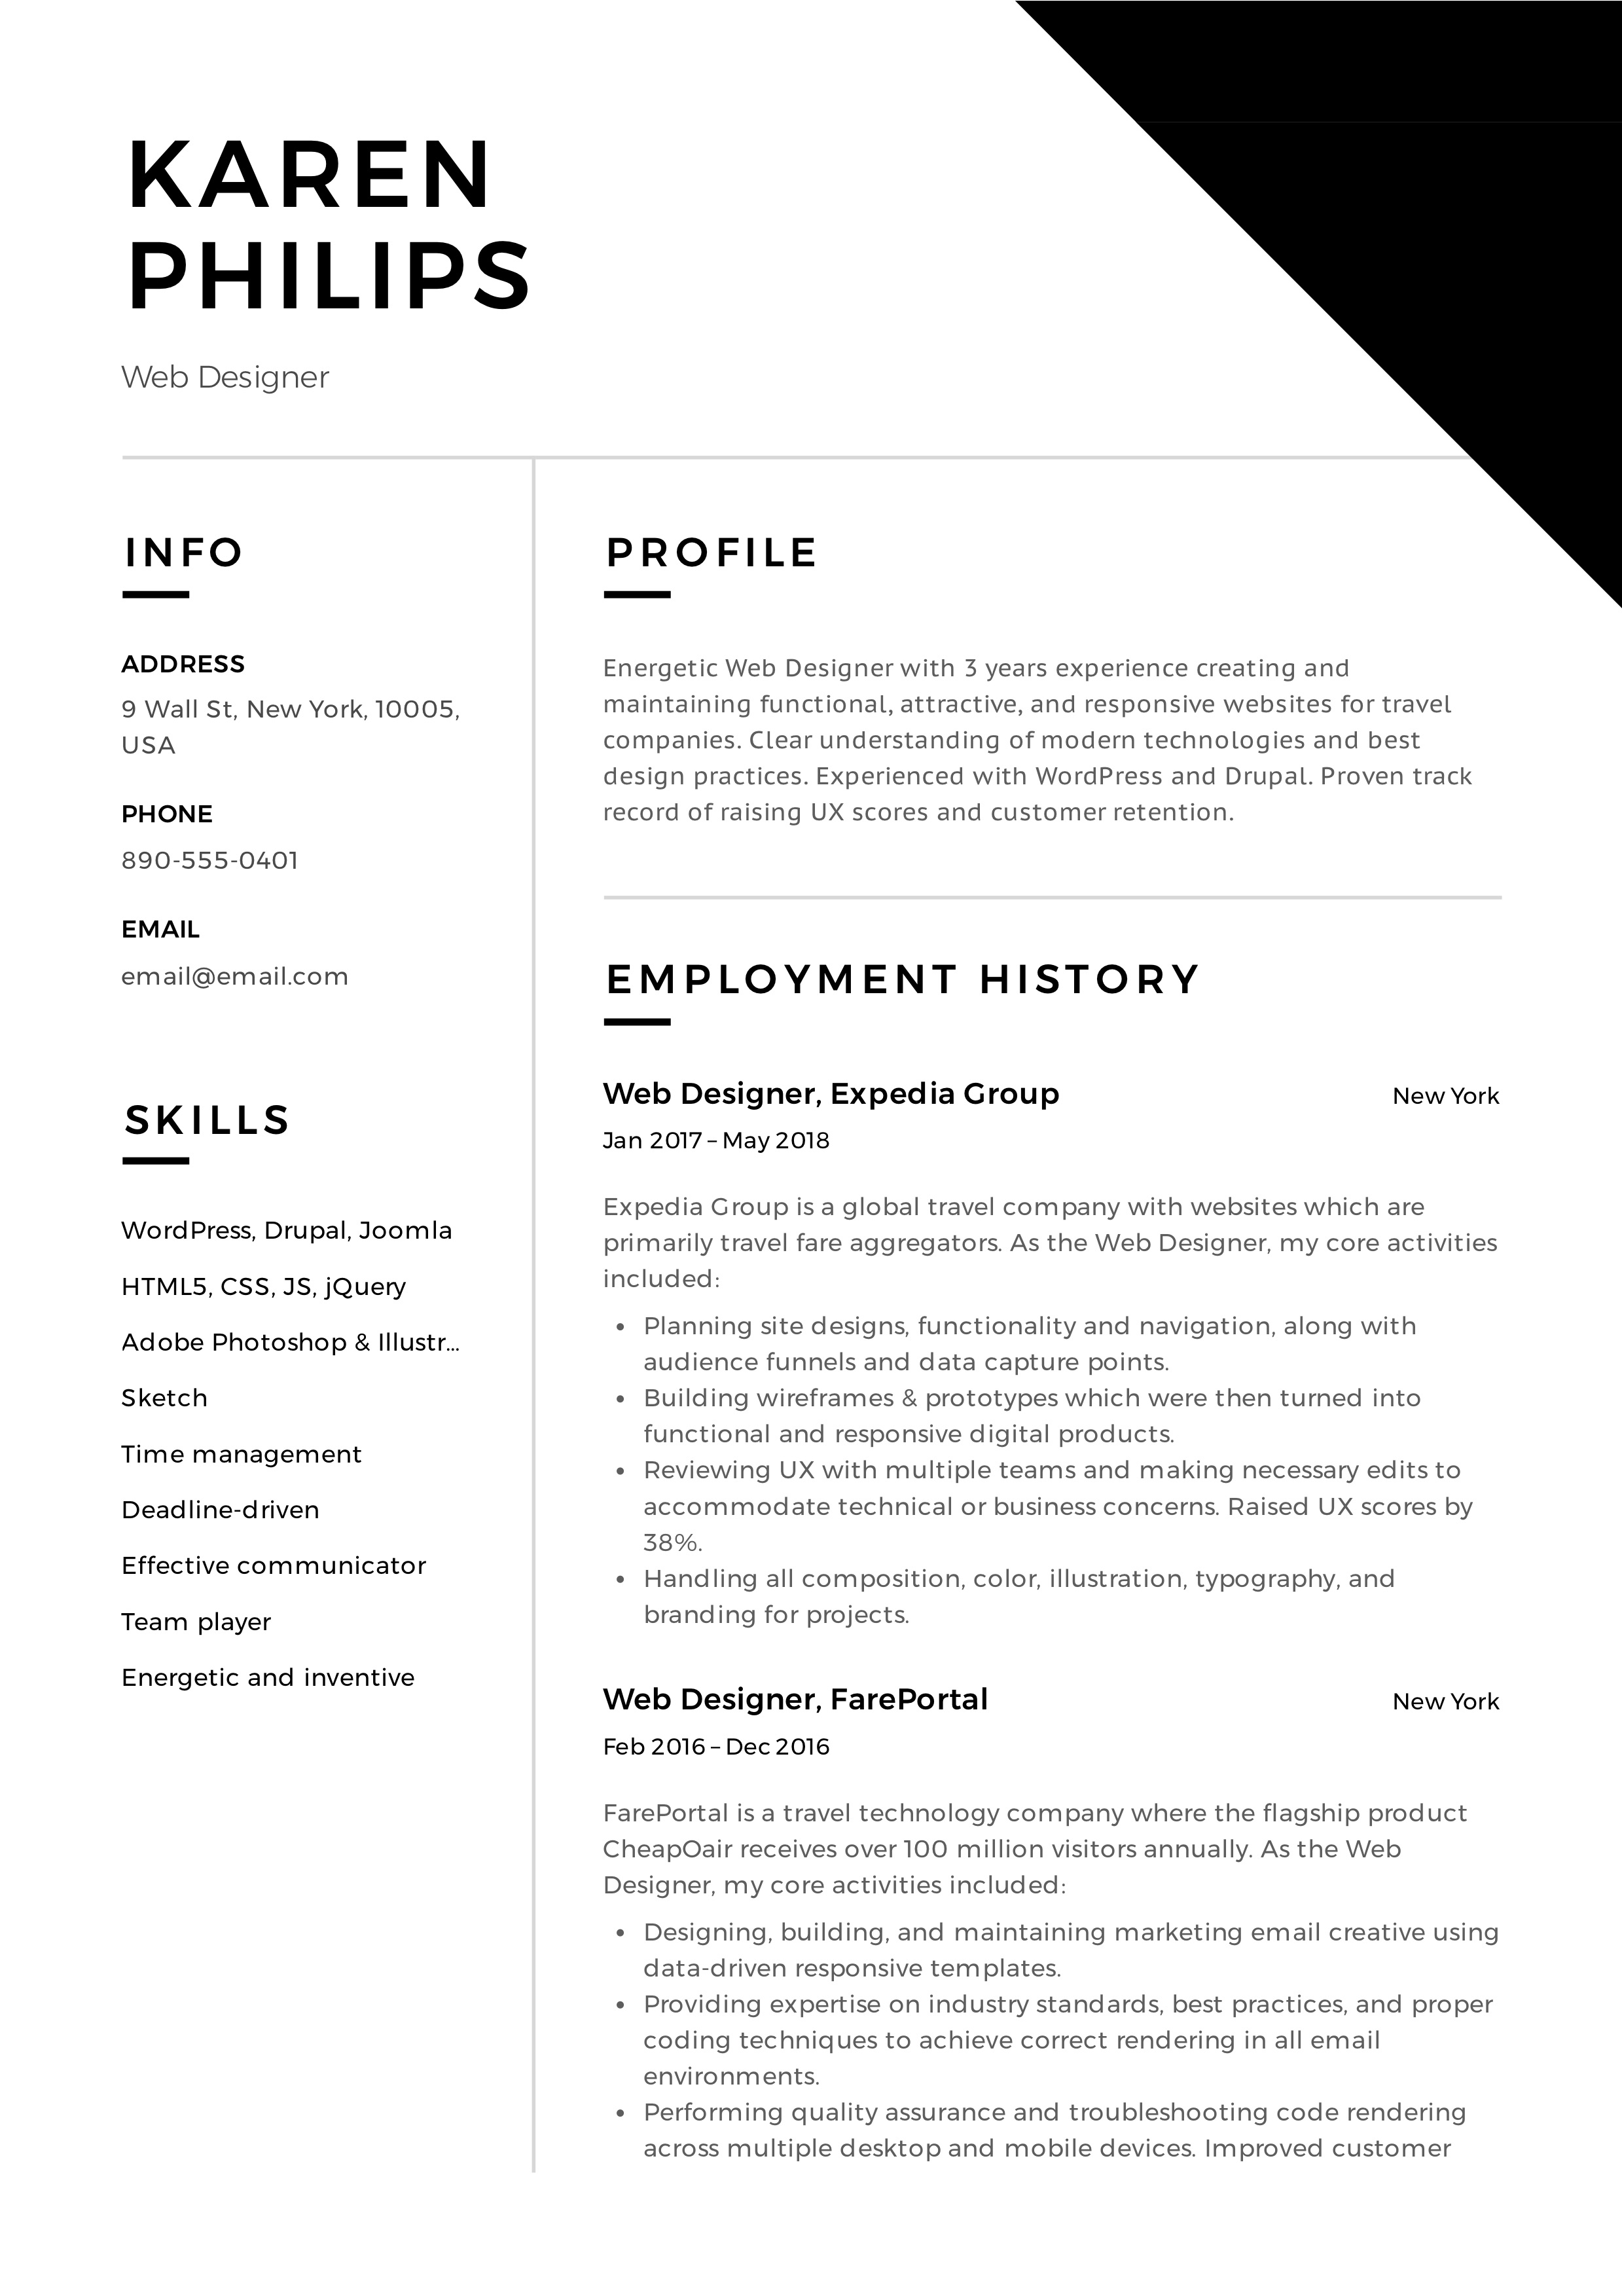 KAREN
PHILIPS
Web Designer
INFO
ADDRESS
9 Wall St, New York, 10005,
USA
PHONE
890-555-0401
EMAIL
email@email.com
SKILLS
WordPress, Drupal, Joomla
HTML5, CSS, JS, jQuery
Adobe Photoshop & Illustr...
Sketch
Time management
Deadline-driven
Effective communicator
Team player
Energetic and inventive
PROFILE
Energetic Web Designer with 3 years experience creating and
maintaining functional, attractive, and responsive websites for travel
companies. Clear understanding of modern technologies and best
design practices. Experienced with WordPress and Drupal. Proven track
record of raising UX scores and customer retention.
EMPLOYMENT HISTORY
Web Designer, Expedia Group New York
Jan 2017 – May 2018
Expedia Group is a global travel company with websites which are
primarily travel fare aggregators. As the Web Designer, my core activities
included:
• Planning site designs, functionality and navigation, along with
audience funnels and data capture points.
• Building wireframes & prototypes which were then turned into
functional and responsive digital products.
• Reviewing UX with multiple teams and making necessary edits to
accommodate technical or business concerns. Raised UX scores by
38%.
• Handling all composition, color, illustration, typography, and
branding for projects.
Web Designer, FarePortal New York
Feb 2016 – Dec 2016
FarePortal is a travel technology company where the flagship product
CheapOair receives over 100 million visitors annually. As the Web
Designer, my core activities included:
• Designing, building, and maintaining marketing email creative using
data-driven responsive templates.
• Providing expertise on industry standards, best practices, and proper
coding techniques to achieve correct rendering in all email
environments.
• Performing quality assurance and troubleshooting code rendering
across multiple desktop and mobile devices. Improved customer